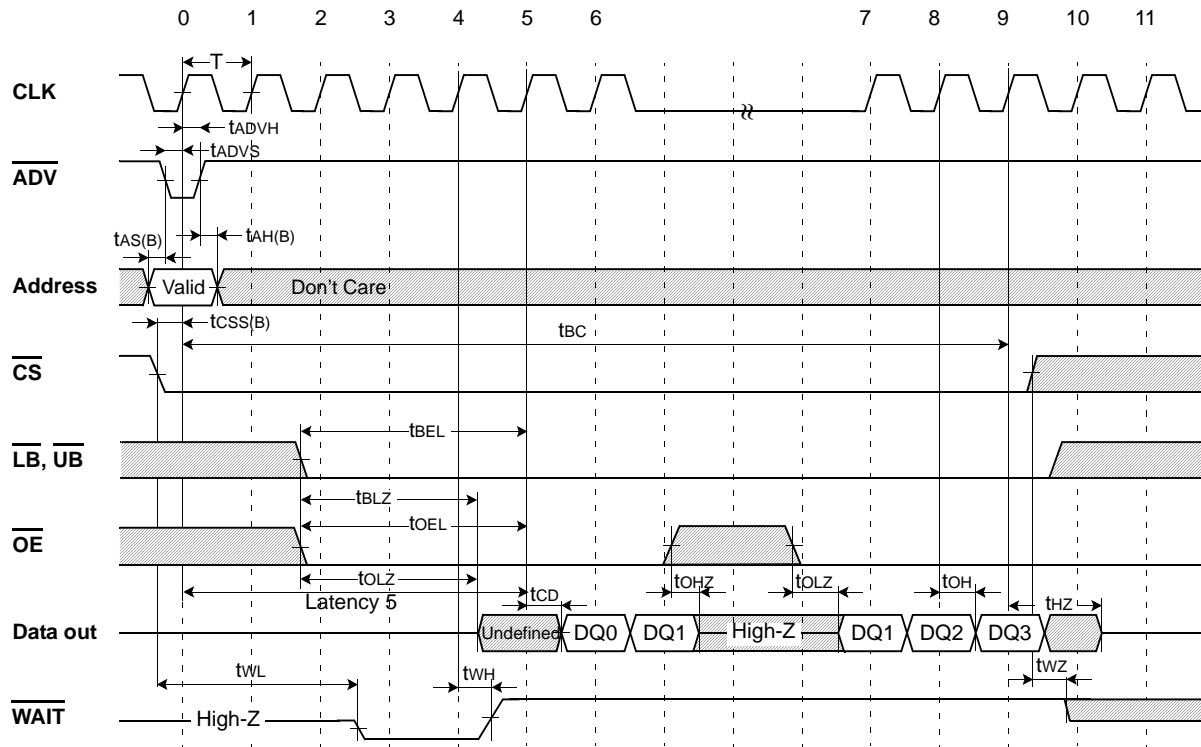 0 1 2 3 4 5 6 7 8 9 10 11
T
CLK
tADVH
tADVS
ADV
tAS(B) tAH(B)
Address Valid Don't Care
tCSS(B)
tBC
CS
tBEL
LB, UB
tBLZ
tOEL
OE
tOLZ tOHZ tOLZ tOH
Latency 5 tCD tHZ
Data out Undefined DQ0 DQ1 High-Z DQ1 DQ2 DQ3
tWL tWH tWZ
WAIT High-Z